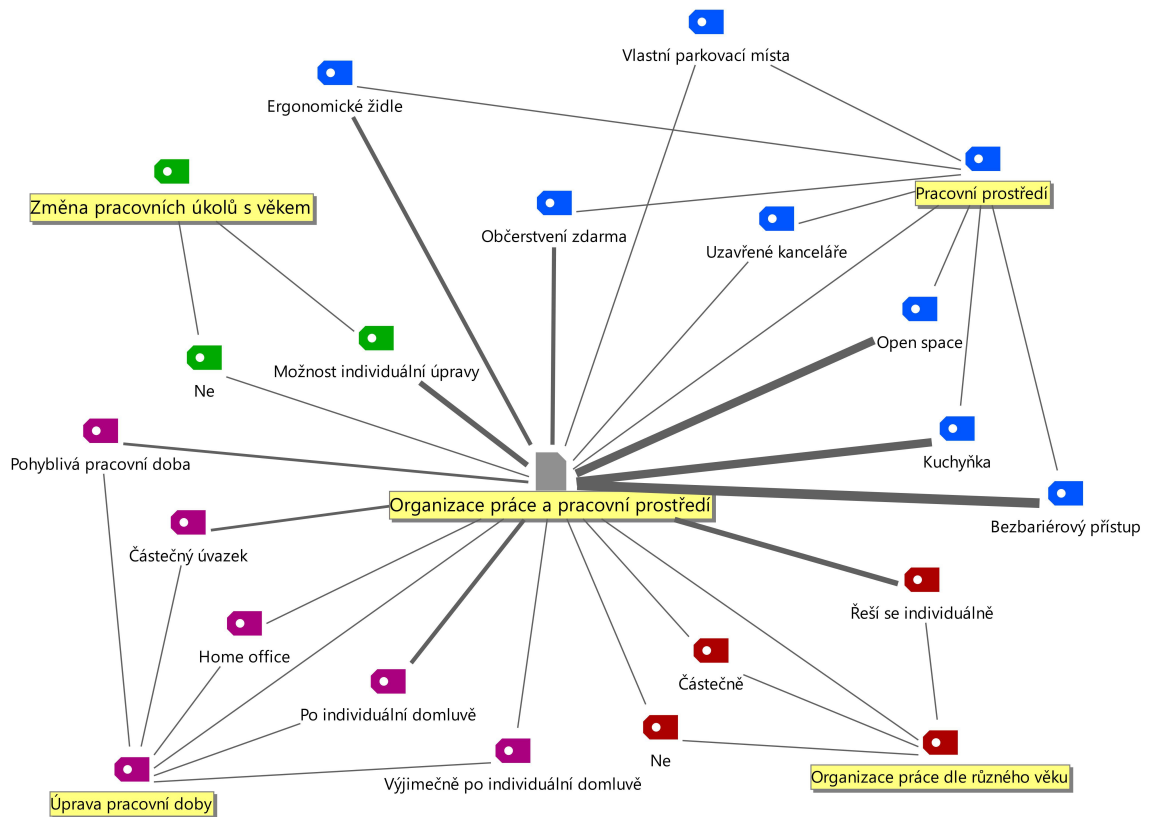 Vlastní parkovací místa
Ergonomické židle
Pracovní prostředí
Změna pracovních úkolů s věkem
Občerstvení zdarma
Uzavřené kanceláře
Open space
Možnost individuální úpravy
Ne
Pohyblivá pracovní doba
Kuchyňka
Organizace práce a pracovní prostředí
Bezbariérový přístup
Částečný úvazek
Řeší se individuálně
Home office
Částečně
Po individuální domluvě
Ne
Výjimečně po individuální domluvě
Organizace práce dle různého věku
Úprava pracovní doby